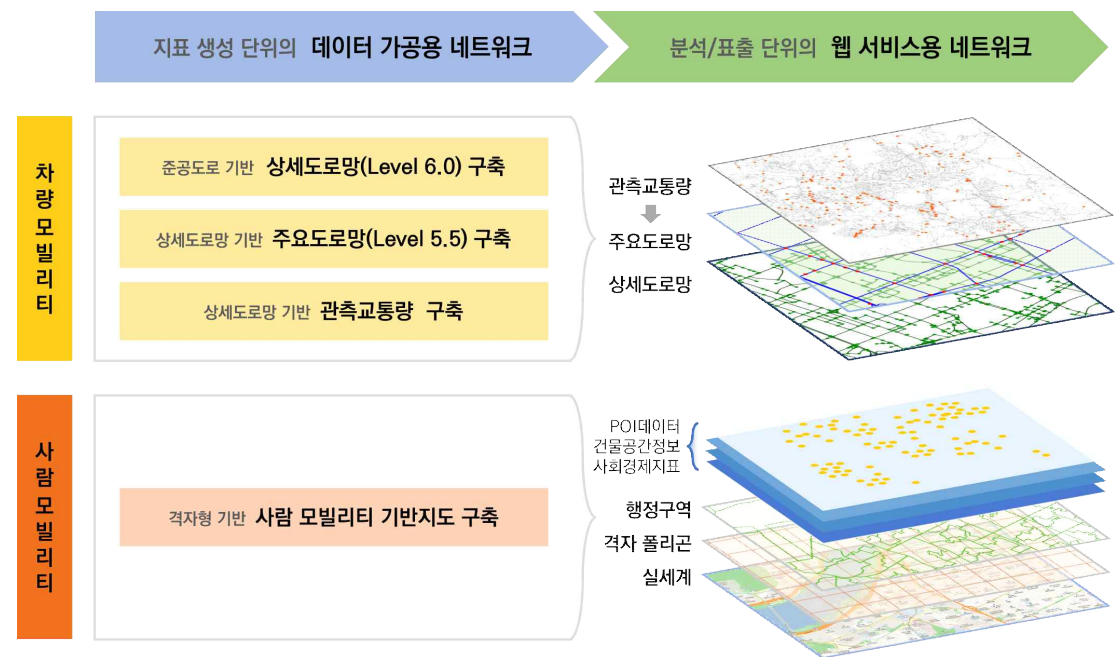 지표 생성 단위의 데이터 가공용 네트워크
분석/표출 단위의 웹 서비스용 네트워크
차량모빌리티
준공도로 기반 상세도로망(Level 6.0) 구축
상세도로망 기반 주요도로망(Level 5.5) 구축
상세도로망 기반 관측교통량 구축
관측교통량
주요도로망
상세도로망
사람모빌리티
격자형 기반 사람 모빌리티 기반지도 구축
POI데이터
건물공간정보
사회경제지표
행정구역
격자 폴리곤
실세계